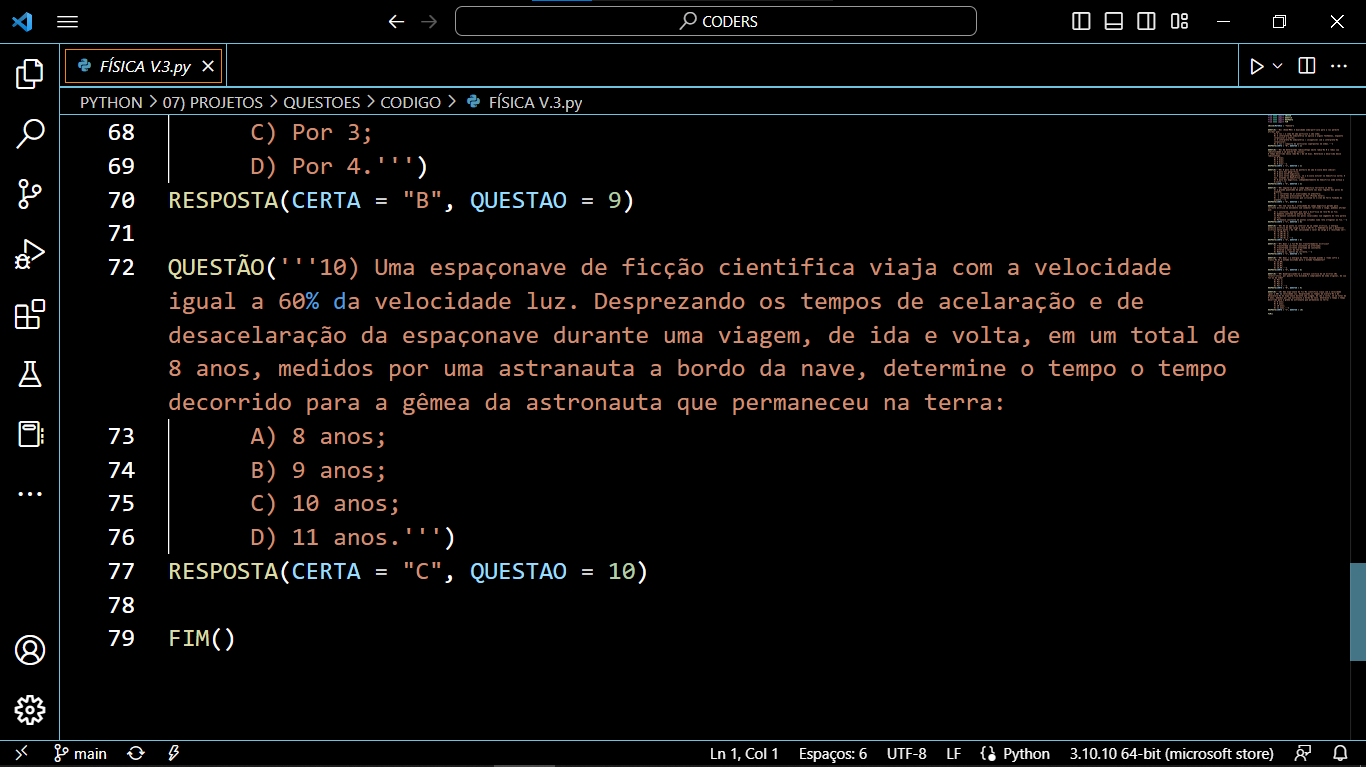 CODERS
FÍSICA V.3.py
PYTHON > 07) PROJETOS > QUESTOES > CODIGO > FÍSICA V.3.py
68 C) Por 3;
69 D) Por 4.''')
70 RESPOSTA(CERTA = "B", QUESTAO = 9)
71
72 QUESTÃO('''10) Uma espaçonave de ficção cientifica viaja com a velocidade
igual a 60% da velocidade luz. Desprezando os tempos de acelaração e de
desacelaração da espaçonave durante uma viagem, de ida e volta, em um total de
8 anos, medidos por uma astranauta a bordo da nave, determine o tempo o tempo
decorrido para a gêmea da astronauta que permaneceu na terra:
73 A) 8 anos;
74 B) 9 anos;
75 C) 10 anos;
76 D) 11 anos.''')
77 RESPOSTA(CERTA = "C", QUESTAO = 10)
78
79 FIM()
main Ln 1, Col 1 Espaços: 6 UTF-8 LF Python 3.10.10 64-bit (microsoft store)